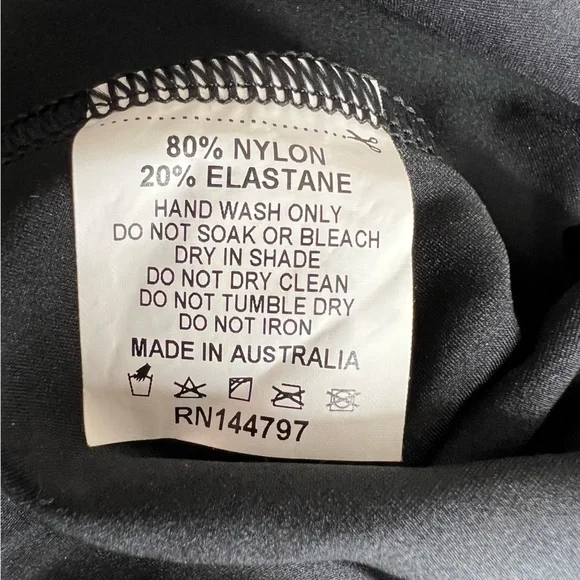 80% NYLON
20% ELASTANE
HAND WASH ONLY
DO NOT SOAK OR BLEACH
DRY IN SHADE
DO NOT DRY CLEAN
DO NOT TUMBLE DRY
DO NOT IRON
MADE IN AUSTRALIA
RN144797